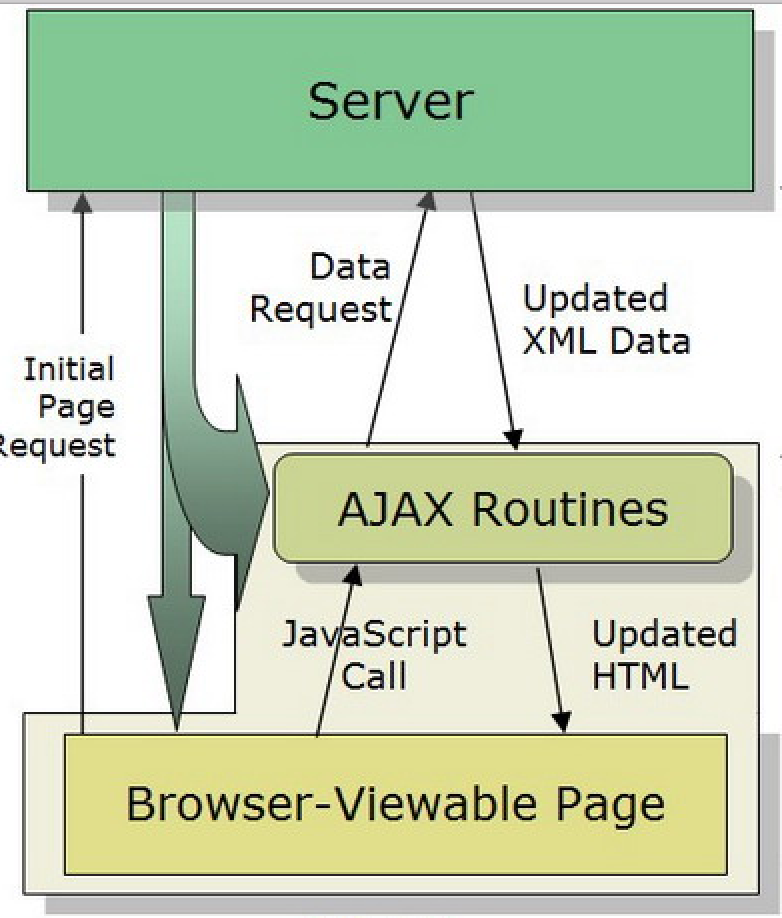 Server
Data
Request
Updated
XML Data
Initial
Page
Request
AJAX Routines
JavaScript
Call
Updated
HTML
Browser-Viewable Page